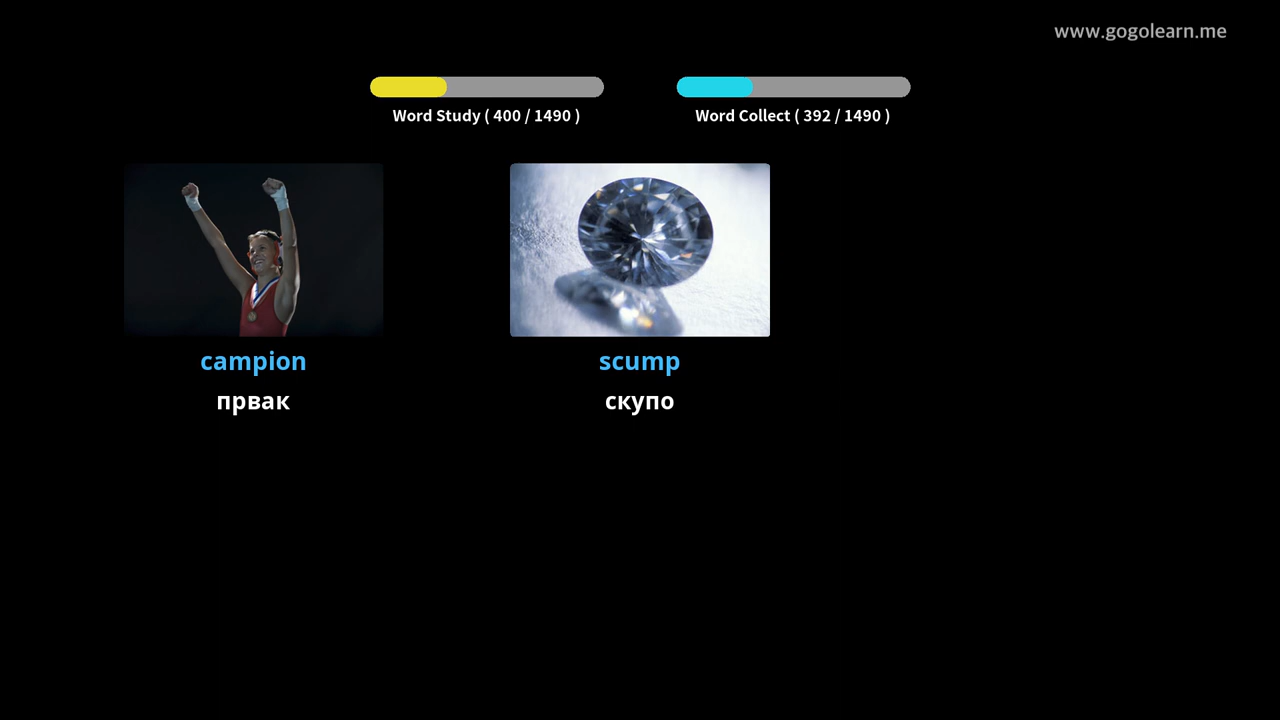 www.gogolearn.me
Word Study ( 400 / 1490 )
Word Collect ( 392 / 1490 )
campion
првак
scump
скупо